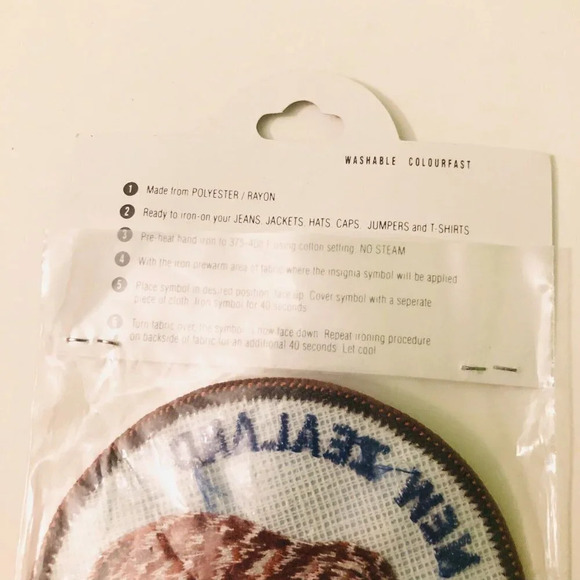 WASHABLE COLOURFAST
1 Made from POLYESTER / RAYON
2 Ready to iron-on your JEANS, JACKETS, HATS, CAPS, JUMPERS and T-SHIRTS
3 Pre-heat hand iron to using cotton setting. NO STEAM
4 With the iron prewarm area of fabric where the insignia symbol will be applied
5 Place symbol in desired position, face up. Cover symbol with a seperate
piece of cloth. Iron symbol for 40 seconds
6 Turn fabric over, the symbol is now face down. Repeat ironing procedure
on backside of fabric for an additional 40 seconds. Let cool
NEW ZEALAND